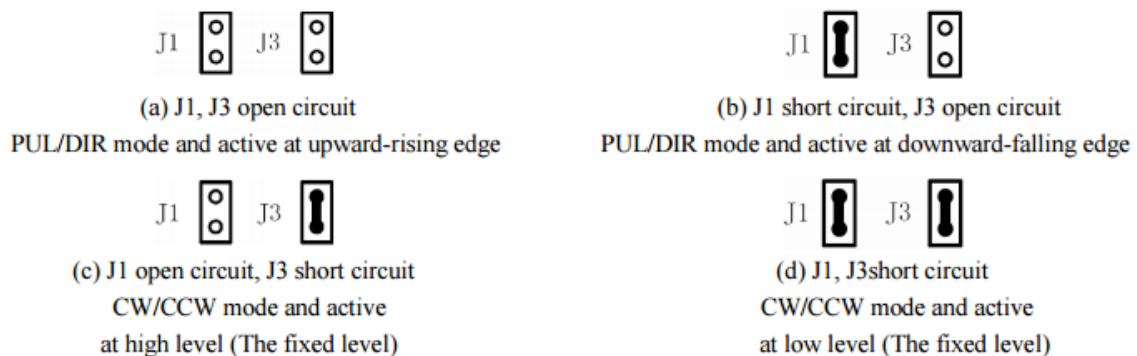 J1 J3
(a) J1, J3 open circuit
PUL/DIR mode and active at upward-rising edge
J1 J3
(b) J1 short circuit, J3 open circuit
PUL/DIR mode and active at downward-falling edge
J1 J3
(c) J1 open circuit, J3 short circuit
CW/CCW mode and active
at high level (The fixed level)
J1 J3
(d) J1, J3short circuit
CW/CCW mode and active
at low level (The fixed level)